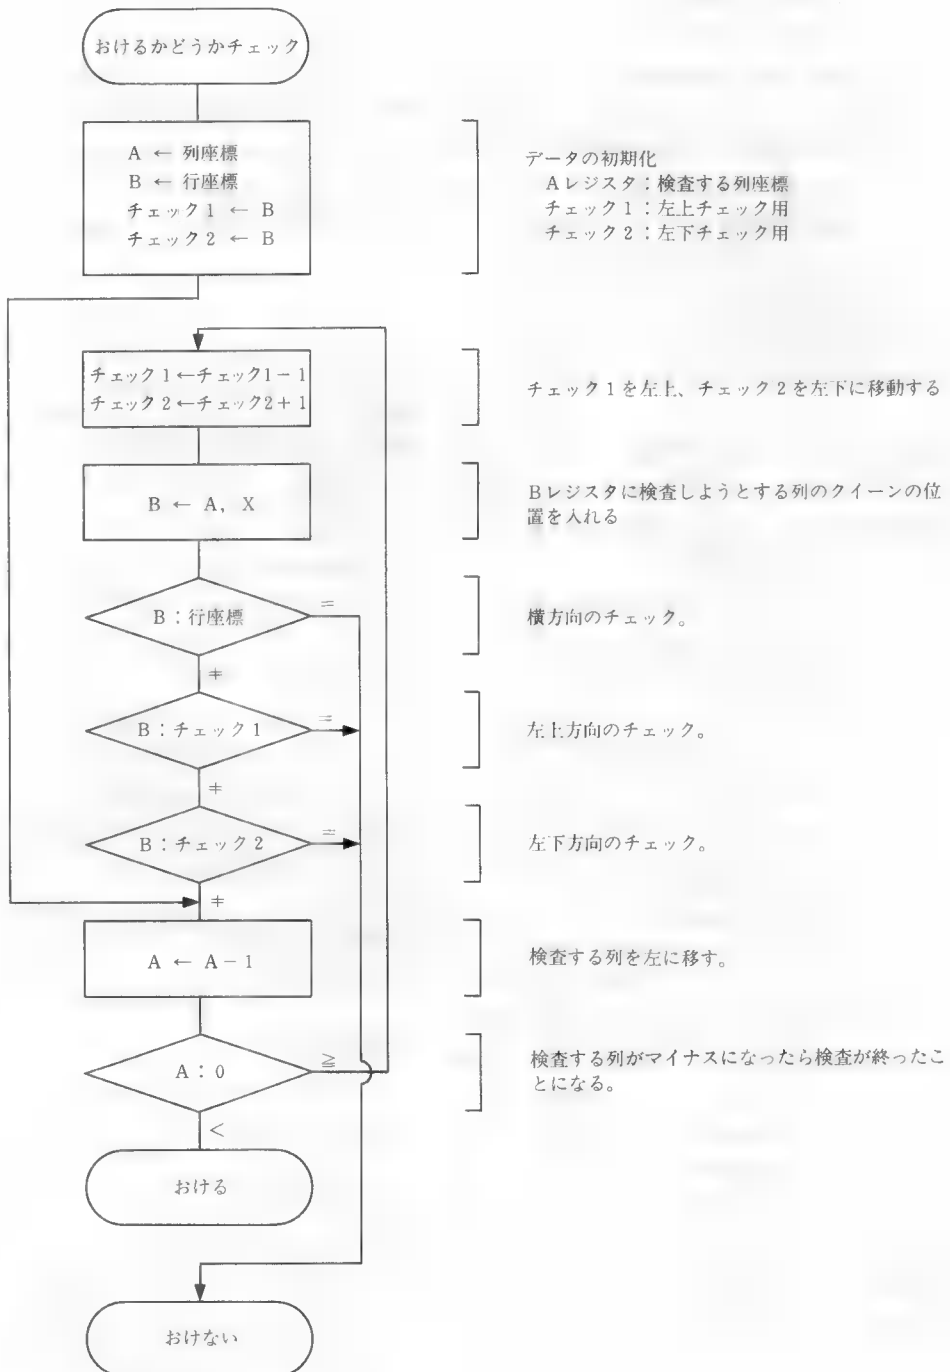 おけるかどうかチェック
A ← 列座標
B ← 行座標
チェック1 ← B
チェック2 ← B
データの初期化
Aレジスタ：検査する列座標
チェック1：左上チェック用
チェック2：左下チェック用
チェック1←チェック1－1
チェック2←チェック2＋1
チェック1を左上、チェック2を左下に移動する
B ← A, X
Bレジスタに検査しようとする列のクイーンの位
置を入れる
B：行座標
＝
横方向のチェック。
≠
B：チェック1
＝
左上方向のチェック。
≠
B：チェック2
＝
左下方向のチェック。
≠
A ← A－1
検査する列を左に移す。
A：0
≧
検査する列がマイナスになったら検査が終ったこ
とになる。
＜
おける
おけない